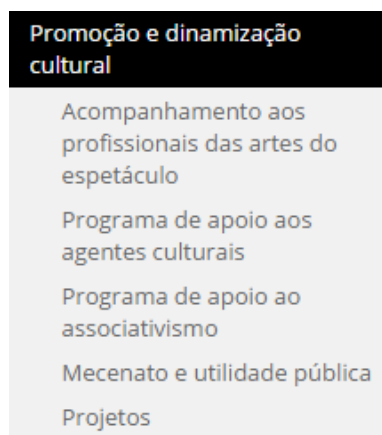 Promoção e dinamização
cultural
Acompanhamento aos
profissionais das artes do
espetáculo
Programa de apoio aos
agentes culturais
Programa de apoio ao
associativismo
Mecenato e utilidade pública
Projetos